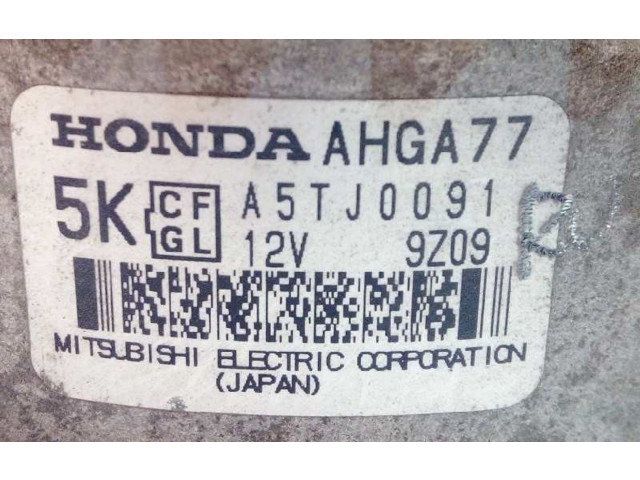 HONDA AHGA77
5K CF GL A5TJ0091
12V 9Z09
MITSUBISHI ELECTRIC CORPORATION
(JAPAN)